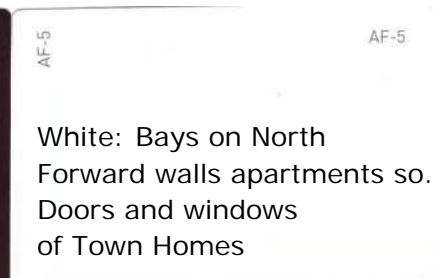 AF-5
AF-5
White: Bays on North
Forward walls apartments so.
Doors and windows
of Town Homes